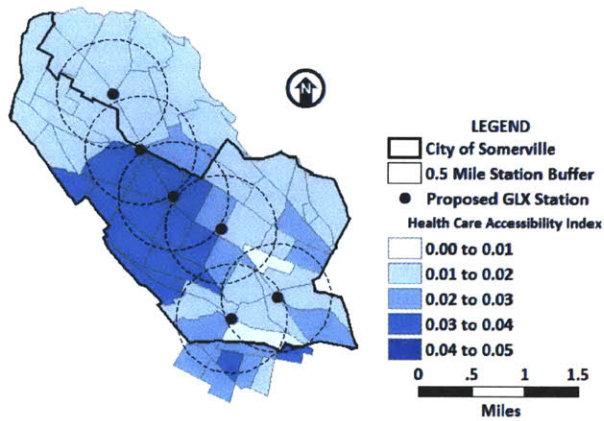 N
LEGEND
City of Somerville
0.5 Mile Station Buffer
Proposed GLX Station
Health Care Accessibility Index
0.00 to 0.01
0.01 to 0.02
0.02 to 0.03
0.03 to 0.04
0.04 to 0.05
0 .5 1 1.5
Miles